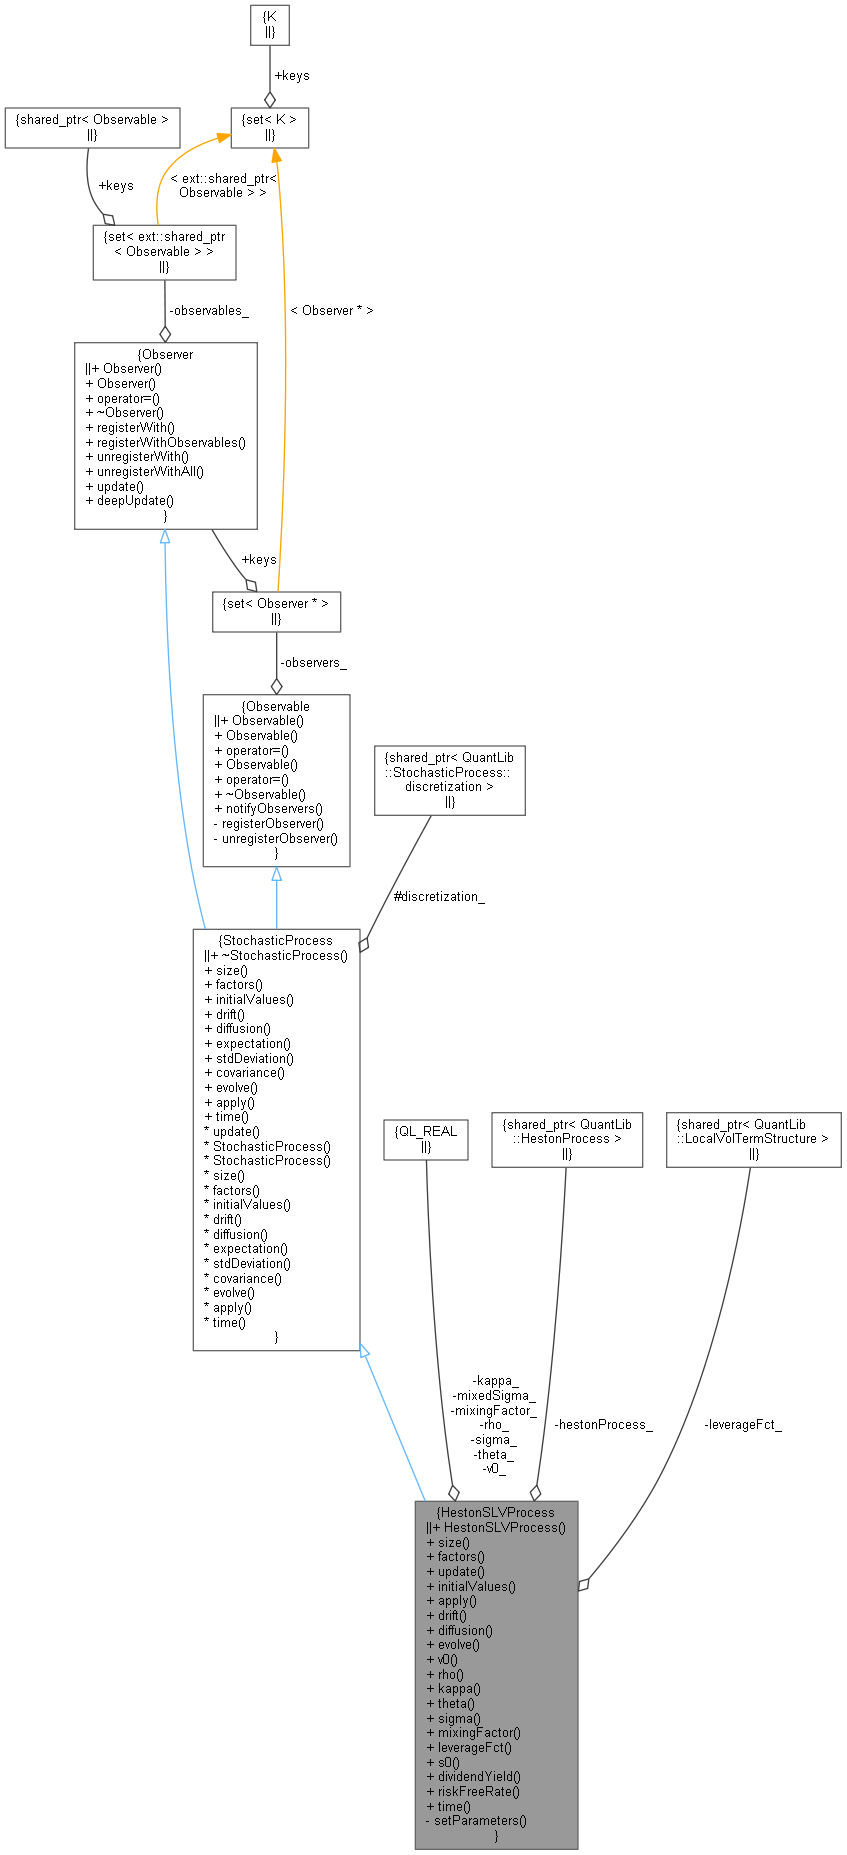 {K
||}
+keys
{shared_ptr< Observable >
||}
{set< K >
||}
+keys
< ext::shared_ptr<
Observable > >
{set< ext::shared_ptr
< Observable > >
||}
-observables_
< Observer * >
{Observer
||+ Observer()
+ Observer()
+ operator=()
+ ~Observer()
+ registerWith()
+ registerWithObservables()
+ unregisterWith()
+ unregisterWithAll()
+ update()
+ deepUpdate()
}
+keys
{set< Observer * >
||}
-observers_
{Observable
||+ Observable()
+ Observable()
+ operator=()
+ Observable()
+ operator=()
+ ~Observable()
+ notifyObservers()
- registerObserver()
- unregisterObserver()
}
{shared_ptr< QuantLib
::StochasticProcess::
discretization >
||}
#discretization_
{StochasticProcess
||+ ~StochasticProcess()
+ size()
+ factors()
+ initialValues()
+ drift()
+ diffusion()
+ expectation()
+ stdDeviation()
+ covariance()
+ evolve()
+ apply()
+ time()
* update()
* StochasticProcess()
* StochasticProcess()
* size()
* factors()
* initialValues()
* drift()
* diffusion()
* expectation()
* stdDeviation()
* covariance()
* evolve()
* apply()
* time()
}
{QL_REAL
||}
{shared_ptr< QuantLib
::HestonProcess >
||}
{shared_ptr< QuantLib
::LocalVolTermStructure >
||}
-kappa_
-mixedSigma_
-mixingFactor_
-rho_
-sigma_
-theta_
-v0_
-hestonProcess_
-leverageFct_
{HestonSLVProcess
||+ HestonSLVProcess()
+ size()
+ factors()
+ update()
+ initialValues()
+ apply()
+ drift()
+ diffusion()
+ evolve()
+ v0()
+ rho()
+ kappa()
+ theta()
+ sigma()
+ mixingFactor()
+ leverageFct()
+ s0()
+ dividendYield()
+ riskFreeRate()
+ time()
- setParameters()
}